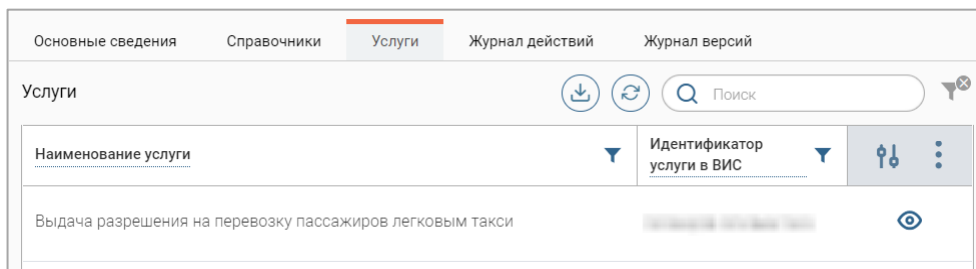 Основные сведения Справочники Услуги Журнал действий Журнал версий
Услуги Поиск
Наименование услуги Идентификатор услуги в ВИС
Выдача разрешения на перевозку пассажиров легковым такси